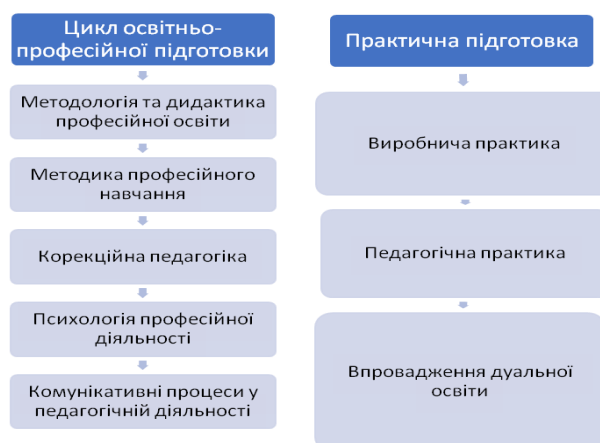 Цикл освітньо-
професійної підготовки
Методологія та дидактика
професійної освіти
Методика професійного
навчання
Корекційна педагогіка
Психологія професійної
діяльності
Комунікативні процеси у
педагогічній діяльності
Практична підготовка
Виробнича практика
Педагогічна практика
Впровадження дуальної
освіти